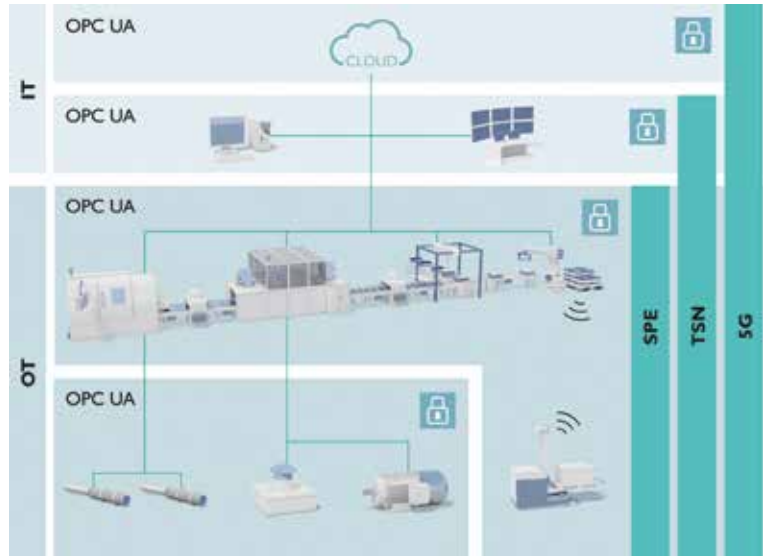 OPC UA
CLOUD
IT
OPC UA
OPC UA
OT
SPE
TSN
5G
OPC UA